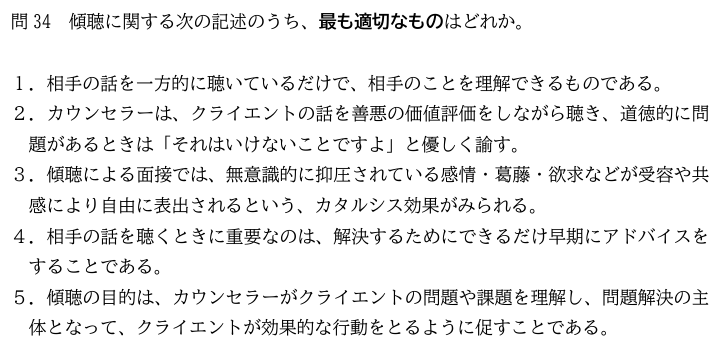 問 34　傾聴に関する次の記述のうち、最も適切なものはどれか。
１．相手の話を一方的に聴いているだけで、相手のことを理解できるものである。
２．カウンセラーは、クライエントの話を善悪の価値評価をしながら聴き、道徳的に問
題があるときは「それはいけないことですよ」と優しく諭す。
３．傾聴による面接では、無意識的に抑圧されている感情・葛藤・欲求などが受容や共
感により自由に表出されるという、カタルシス効果がみられる。
４．相手の話を聴くときに重要なのは、解決するためにできるだけ早期にアドバイスを
することである。
５．傾聴の目的は、カウンセラーがクライエントの問題や課題を理解し、問題解決の主
体となって、クライエントが効果的な行動をとるように促すことである。